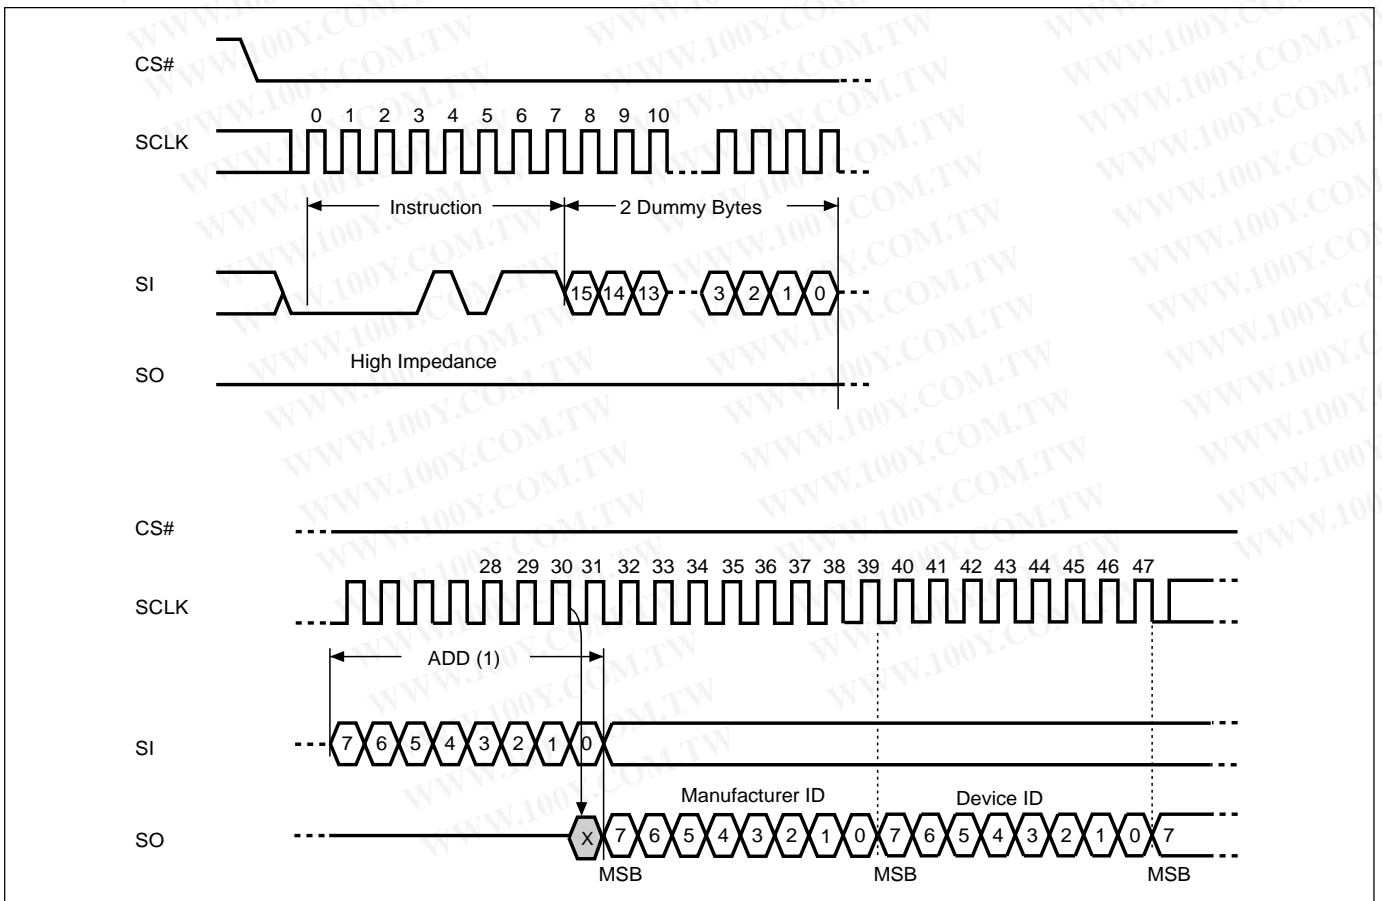 CS#
0 1 2 3 4 5 6 7 8 9 10
SCLK
Instruction 2 Dummy Bytes
SI
15 14 13 3 2 1 0
High Impedance
SO
CS#
28 29 30 31 32 33 34 35 36 37 38 39 40 41 42 43 44 45 46 47
SCLK
ADD (1)
SI
7 6 5 4 3 2 1 0
Manufacturer ID Device ID
SO
X 7 6 5 4 3 2 1 0 7 6 5 4 3 2 1 0 7
MSB MSB MSB
WWW.100Y.COM.TW